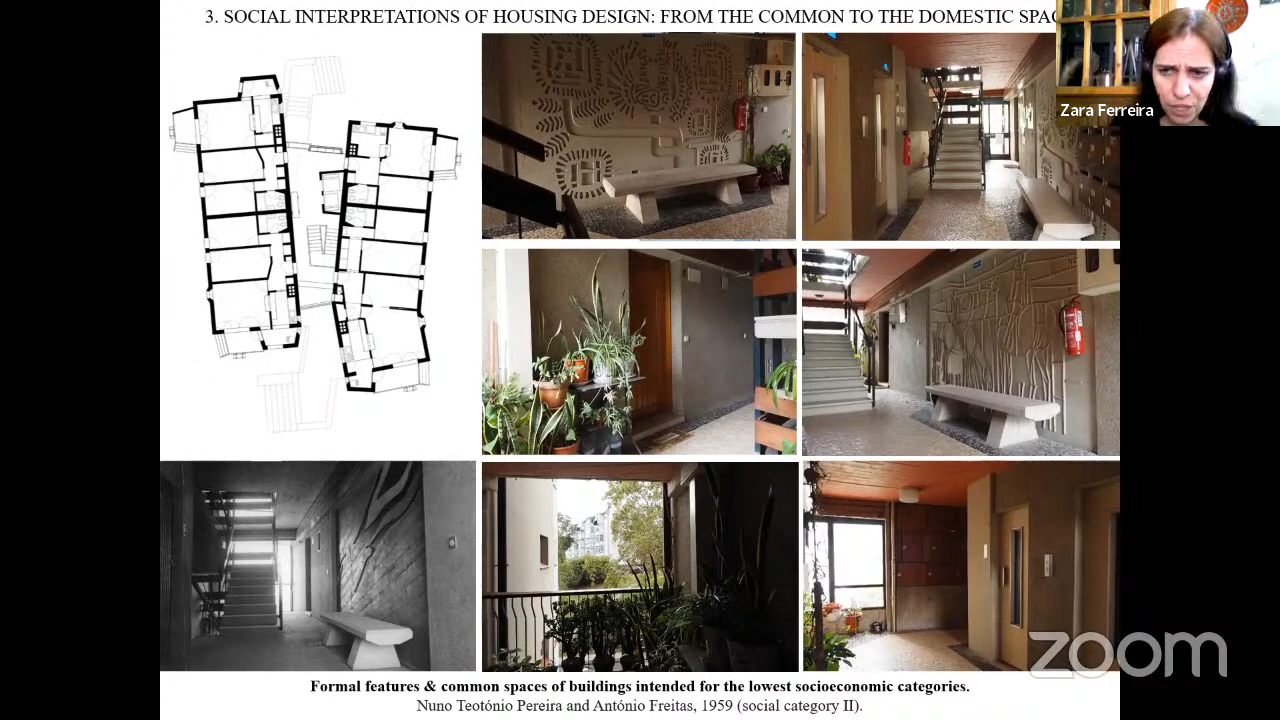 3. SOCIAL INTERPRETATIONS OF HOUSING DESIGN: FROM THE COMMON TO THE DOMESTIC
Zara Ferreira
zoom
Formal features & common spaces of buildings intended for the lowest socioeconomic categories.
Nuno Teotónio Pereira and António Freitas, 1959 (social category II).